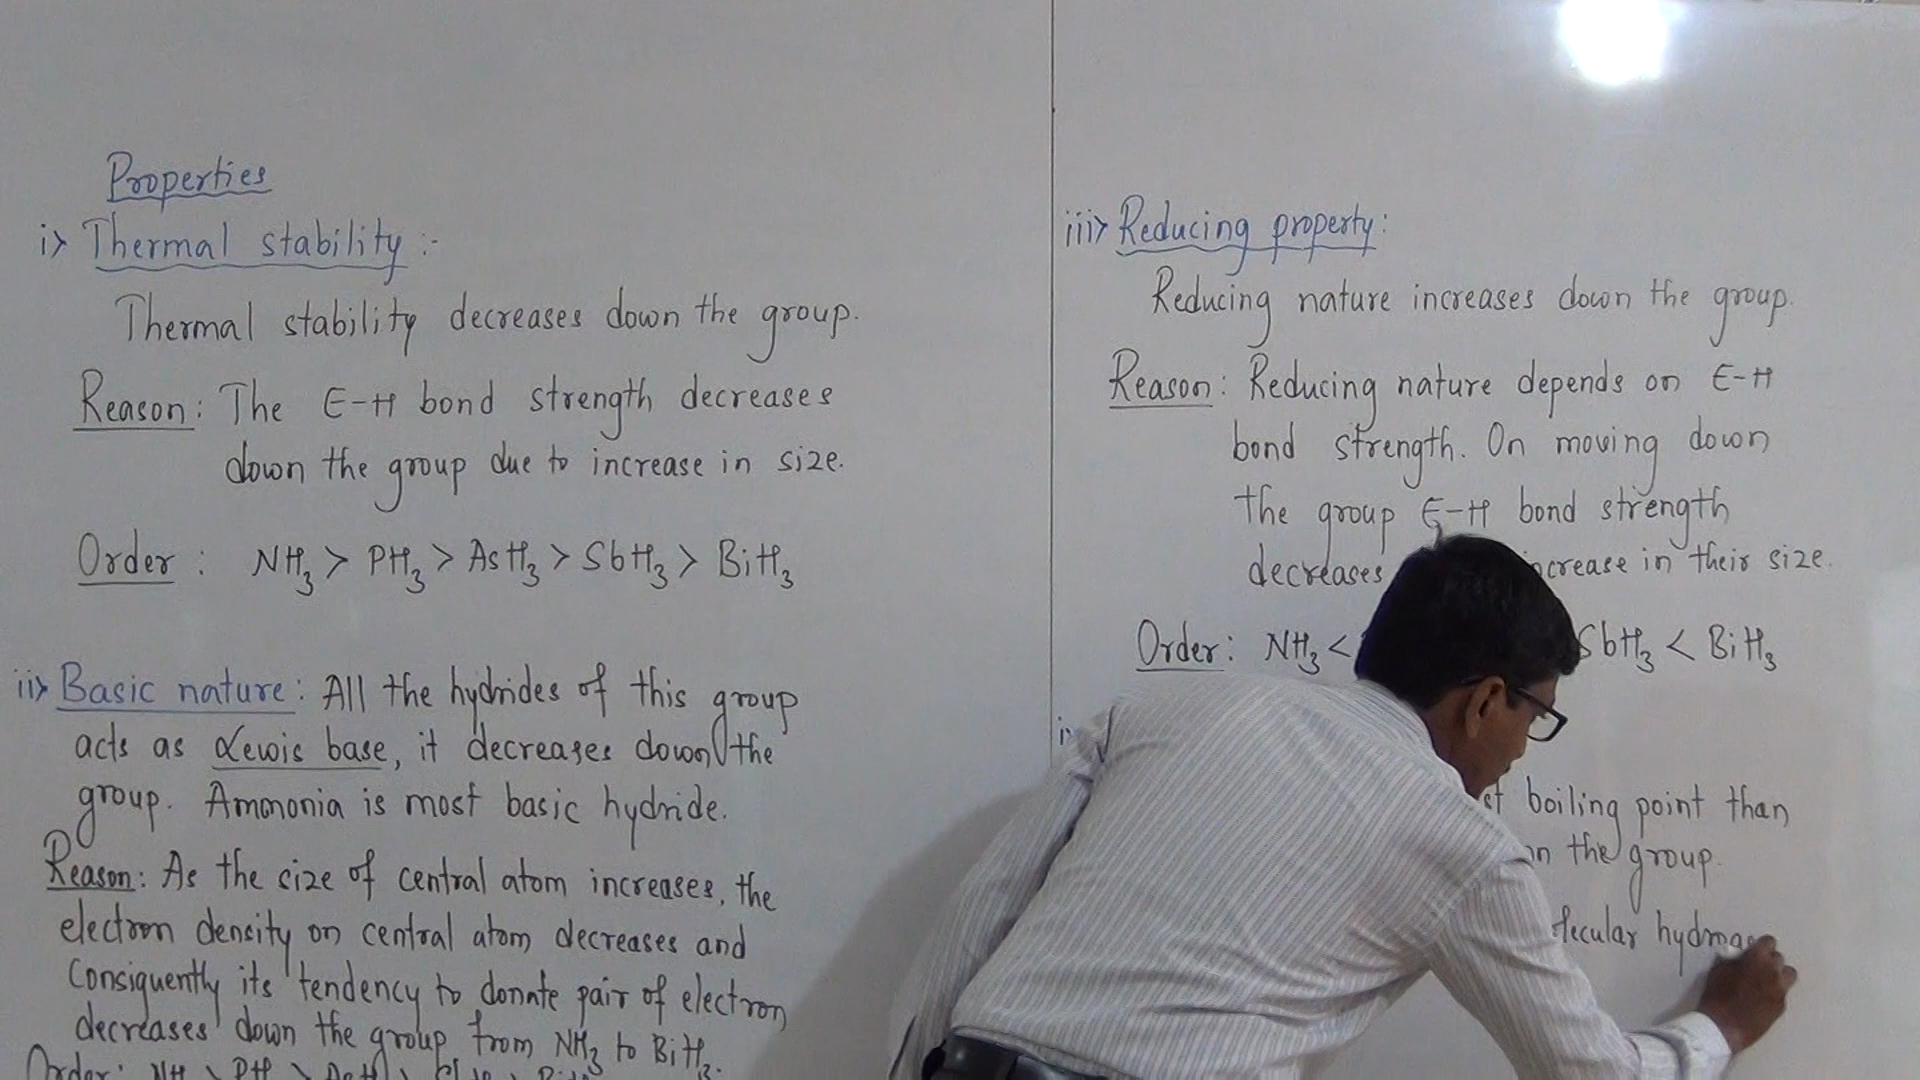 Properties
i> Thermal stability :-
Thermal stability decreases down the group.
Reason: The E-H bond strength decreases
down the group due to increase in size.
Order : NH3 > PH3 > AsH3 > SbH3 > BiH3
ii> Basic nature: All the hydrides of this group
acts as Lewis base, it decreases down the
group. Ammonia is most basic hydride.
Reason: As the size of central atom increases, the
electron density on central atom decreases and
Consiquently its tendency to donate pair of electron
decreases down the group from NH3 to BiH3.
Order:
iii> Reducing property:
Reducing nature increases down the group.
Reason: Reducing nature depends on E-H
bond strength. On moving down
the group E-H bond strength
decreases increase in their size.
Order: NH3 < SbH3 < BiH3
boiling point than
the group.